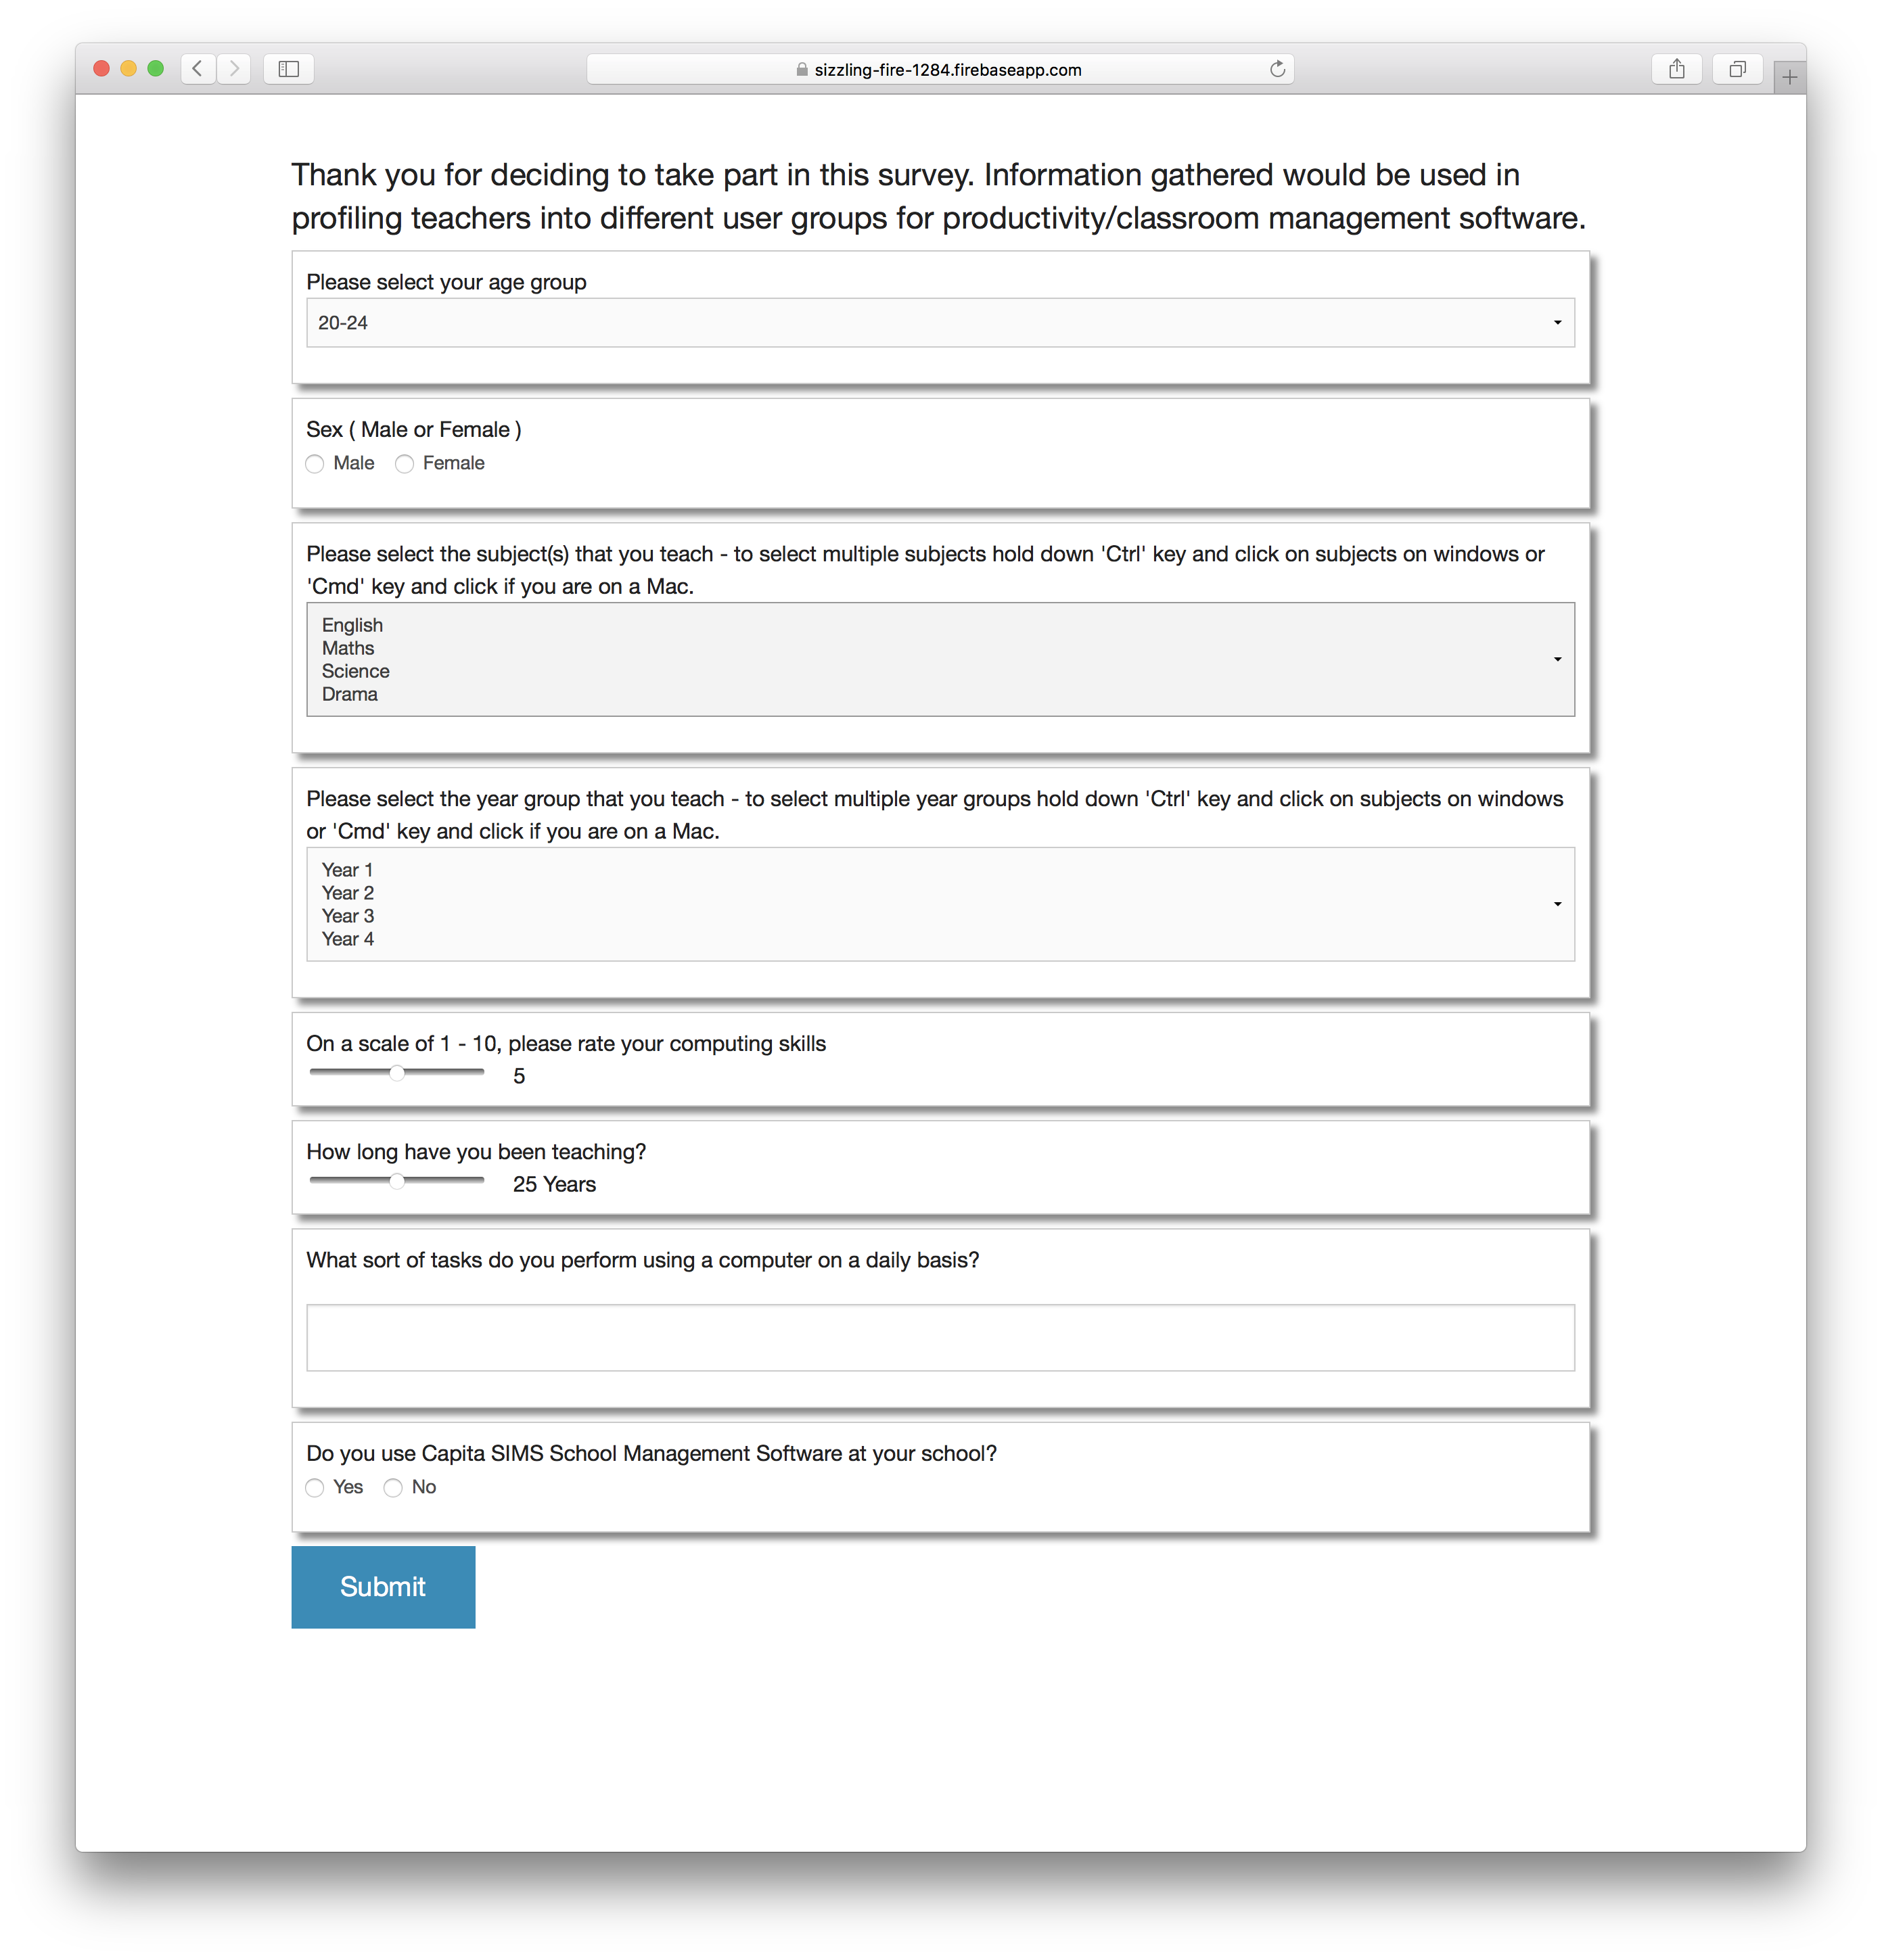 sizzling-fire-1284.firebaseapp.com
Thank you for deciding to take part in this survey. Information gathered would be used in
profiling teachers into different user groups for productivity/classroom management software.
Please select your age group
20-24
Sex ( Male or Female )
Male Female
Please select the subject(s) that you teach - to select multiple subjects hold down 'Ctrl' key and click on subjects on windows or
'Cmd' key and click if you are on a Mac.
English
Maths
Science
Drama
Please select the year group that you teach - to select multiple year groups hold down 'Ctrl' key and click on subjects on windows
or 'Cmd' key and click if you are on a Mac.
Year 1
Year 2
Year 3
Year 4
On a scale of 1 - 10, please rate your computing skills
5
How long have you been teaching?
25 Years
What sort of tasks do you perform using a computer on a daily basis?
Do you use Capita SIMS School Management Software at your school?
Yes No
Submit